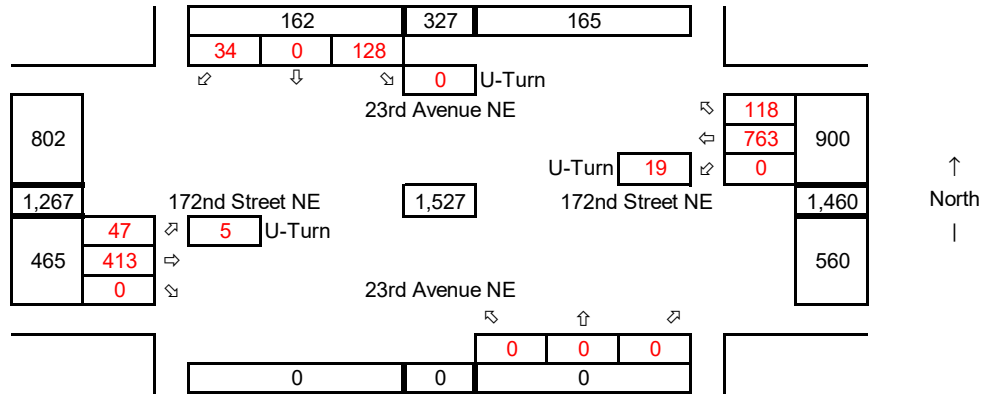 162 327 165
34 0 128
⬃ ⇩ ⬂ 0 U-Turn
23rd Avenue NE ⬁ 118
802 ⇦ 763 900 ↑
U-Turn 19 ⬃ 0
1,267 172nd Street NE 1,527 172nd Street NE 1,460 North
47 ⬀ 5 U-Turn |
465 413 ⇨ 560
0 ⬂ 23rd Avenue NE
⬁ ⇧ ⬀
0 0 0
0 0 0